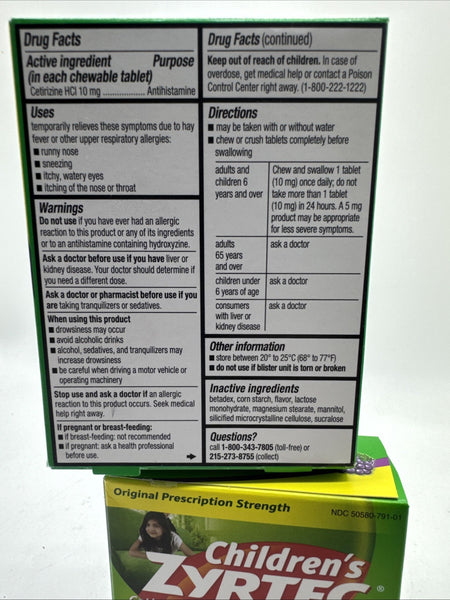 Drug Facts
Active ingredient Purpose
(in each chewable tablet)
Cetirizine HCl 10 mg .................. Antihistamine
Uses
temporarily relieves these symptoms due to hay
fever or other upper respiratory allergies:
■ runny nose
■ sneezing
■ itchy, watery eyes
■ itching of the nose or throat
Warnings
Do not use if you have ever had an allergic
reaction to this product or any of its ingredients
or to an antihistamine containing hydroxyzine.
Ask a doctor before use if you have liver or
kidney disease. Your doctor should determine if
you need a different dose.
Ask a doctor or pharmacist before use if you
are taking tranquilizers or sedatives.
When using this product
■ drowsiness may occur
■ avoid alcoholic drinks
■ alcohol, sedatives, and tranquilizers may
increase drowsiness
■ be careful when driving a motor vehicle or
operating machinery
Stop use and ask a doctor if an allergic
reaction to this product occurs. Seek medical
help right away.
If pregnant or breast-feeding:
■ if breast-feeding: not recommended
■ if pregnant: ask a health professional
before use.
Drug Facts (continued)
Keep out of reach of children. In case of
overdose, get medical help or contact a Poison
Control Center right away. (1-800-222-1222)
Directions
■ may be taken with or without water
■ chew or crush tablets completely before
swallowing
adults and
children 6
years and over
Chew and swallow 1 tablet
(10 mg) once daily; do not
take more than 1 tablet
(10 mg) in 24 hours. A 5 mg
product may be appropriate
for less severe symptoms.
adults
65 years
and over
ask a doctor
children under
6 years of age
ask a doctor
consumers
with liver or
kidney disease
ask a doctor
Other information
■ store between 20° to 25°C (68° to 77°F)
■ do not use if blister unit is torn or broken
Inactive ingredients
betadex, corn starch, flavor, lactose
monohydrate, magnesium stearate, mannitol,
silicified microcrystalline cellulose, sucralose
Questions?
call 1-800-343-7805 (toll-free) or
215-273-8755 (collect)
Original Prescription Strength
NDC 50580-791-01
Children's
ZYRTEC®